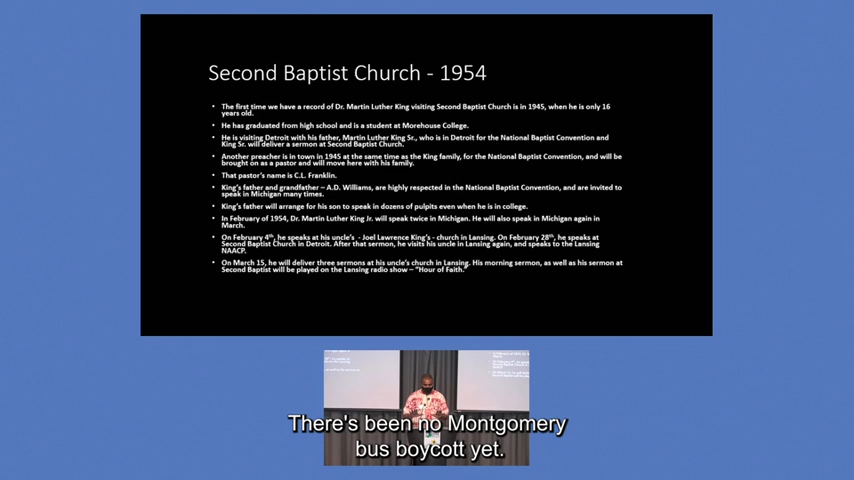 Second Baptist Church - 1954
• The first time we have a record of Dr. Martin Luther King visiting Second Baptist Church is in 1945, when he is only 16
years old.
• He has graduated from high school and is a student at Morehouse College.
• He is visiting Detroit with his father, Martin Luther King Sr., who is in Detroit for the National Baptist Convention and
King Sr. will deliver a sermon at Second Baptist Church.
• Another preacher is in town in 1945 at the same time as the King family, for the National Baptist Convention, and will be
brought on as a pastor and will move here with his family.
• That pastor's name is C.L. Franklin.
• King's father and grandfather – A.D. Williams, are highly respected in the National Baptist Convention, and are invited to
speak in Michigan many times.
• King's father will arrange for his son to speak in dozens of pulpits even when he is in college.
• In February of 1954, Dr. Martin Luther King Jr. will speak twice in Michigan. He will also speak in Michigan again in
March.
• On February 4th, he speaks at his uncle's - Joel Lawrence King's - church in Lansing. On February 28th, he speaks at
Second Baptist Church in Detroit. After that sermon, he visits his uncle in Lansing again, and speaks to the Lansing
NAACP.
• On March 15, he will deliver three sermons at his uncle's church in Lansing. His morning sermon, as well as his sermon at
Second Baptist will be played on the Lansing radio show – "Hour of Faith."
There's been no Montgomery
bus boycott yet.